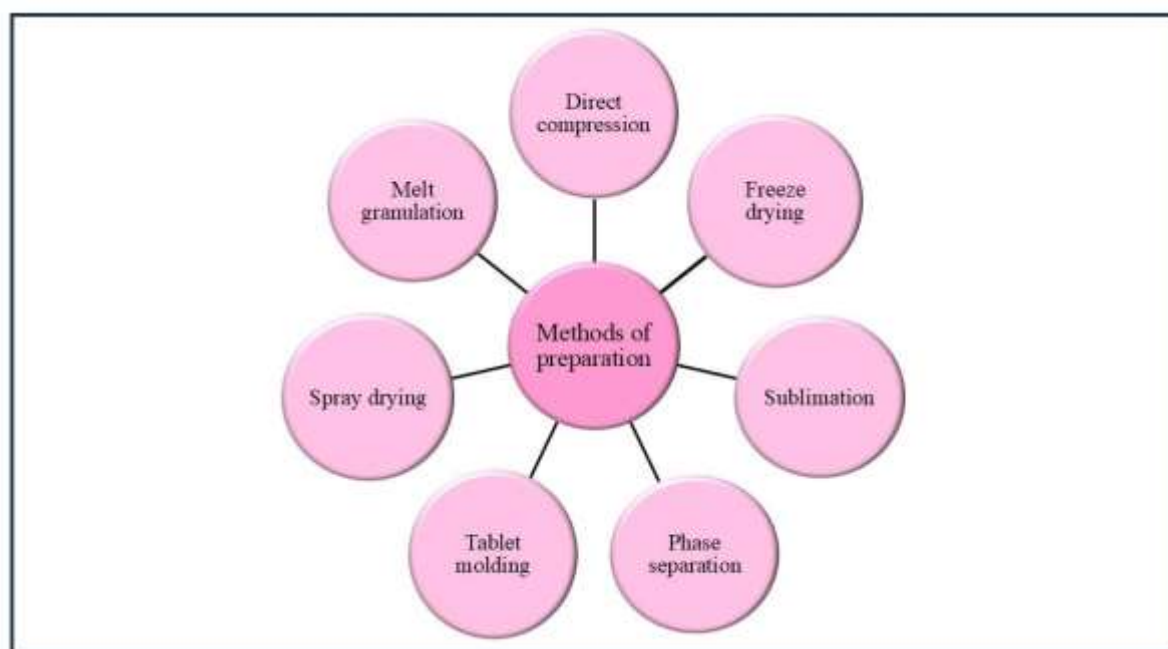 Direct
compression
Freeze
drying
Sublimation
Phase
separation
Tablet
molding
Spray drying
Melt
granulation
Methods of
preparation